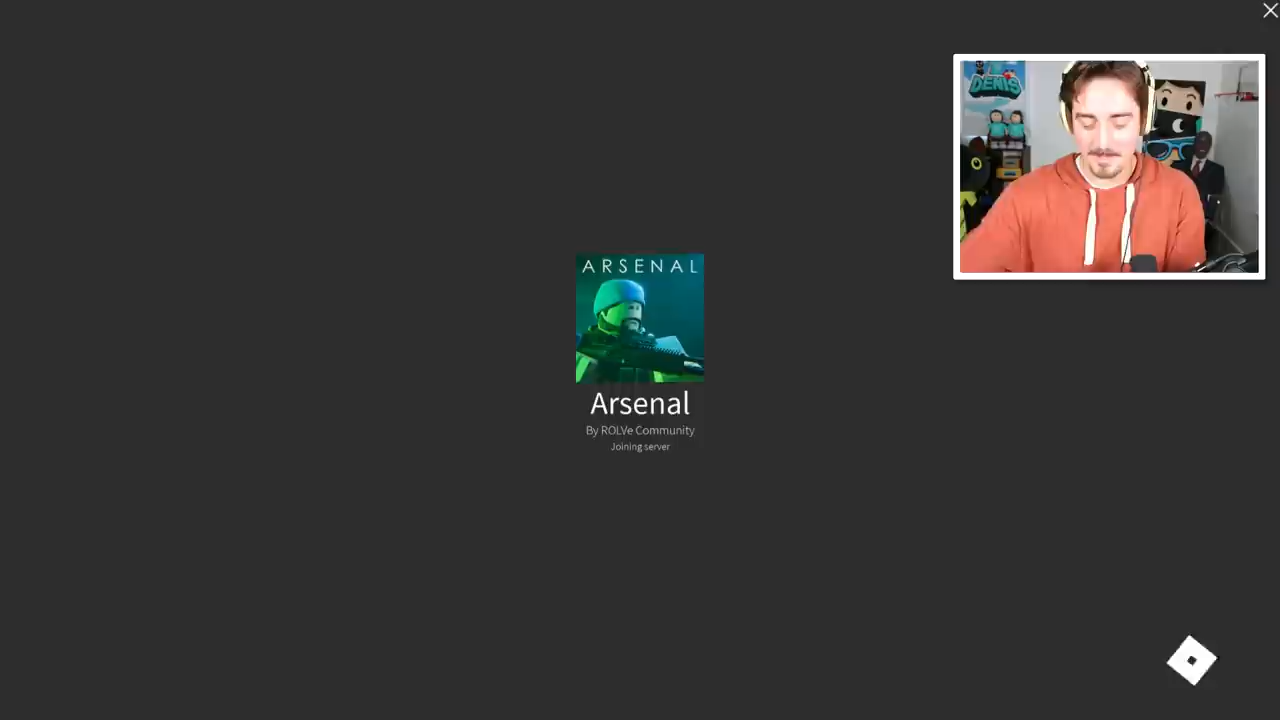 DENIS
ARSENAL
Arsenal
By ROLVe Community
Joining server